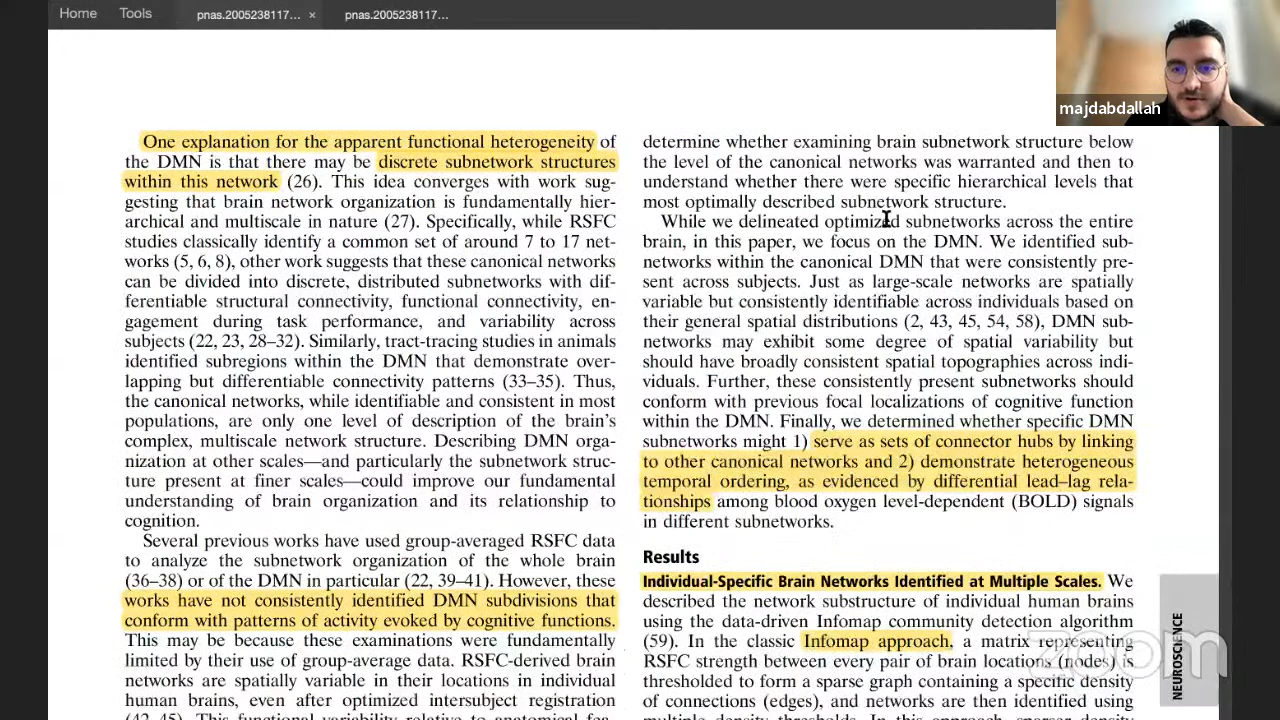 Home
Tools
pnas.2005238117... ×
pnas.2005238117...
majdabdallah
One explanation for the apparent functional heterogeneity of
the DMN is that there may be discrete subnetwork structures
within this network (26). This idea converges with work sug-
gesting that brain network organization is fundamentally hier-
archical and multiscale in nature (27). Specifically, while RSFC
studies classically identify a common set of around 7 to 17 net-
works (5, 6, 8), other work suggests that these canonical networks
can be divided into discrete, distributed subnetworks with dif-
ferentiable structural connectivity, functional connectivity, en-
gagement during task performance, and variability across
subjects (22, 23, 28–32). Similarly, tract-tracing studies in animals
identified subregions within the DMN that demonstrate over-
lapping but differentiable connectivity patterns (33–35). Thus,
the canonical networks, while identifiable and consistent in most
populations, are only one level of description of the brain's
complex, multiscale network structure. Describing DMN orga-
nization at other scales—and particularly the subnetwork struc-
ture present at finer scales—could improve our fundamental
understanding of brain organization and its relationship to
cognition.
Several previous works have used group-averaged RSFC data
to analyze the subnetwork organization of the whole brain
(36–38) or of the DMN in particular (22, 39–41). However, these
works have not consistently identified DMN subdivisions that
conform with patterns of activity evoked by cognitive functions.
This may be because these examinations were fundamentally
limited by their use of group-average data. RSFC-derived brain
networks are spatially variable in their locations in individual
human brains, even after optimized intersubject registration
(42–45). This functional variability relative to anatomical fea-
determine whether examining brain subnetwork structure below
the level of the canonical networks was warranted and then to
understand whether there were specific hierarchical levels that
most optimally described subnetwork structure.
While we delineated optimized subnetworks across the entire
brain, in this paper, we focus on the DMN. We identified sub-
networks within the canonical DMN that were consistently pre-
sent across subjects. Just as large-scale networks are spatially
variable but consistently identifiable across individuals based on
their general spatial distributions (2, 43, 45, 54, 58), DMN sub-
networks may exhibit some degree of spatial variability but
should have broadly consistent spatial topographies across indi-
viduals. Further, these consistently present subnetworks should
conform with previous focal localizations of cognitive function
within the DMN. Finally, we determined whether specific DMN
subnetworks might 1) serve as sets of connector hubs by linking
to other canonical networks and 2) demonstrate heterogeneous
temporal ordering, as evidenced by differential lead–lag rela-
tionships among blood oxygen level-dependent (BOLD) signals
in different subnetworks.
Results
Individual-Specific Brain Networks Identified at Multiple Scales. We
described the network substructure of individual human brains
using the data-driven Infomap community detection algorithm
(59). In the classic Infomap approach, a matrix representing
RSFC strength between every pair of brain locations (nodes) is
thresholded to form a sparse graph containing a specific density
of connections (edges), and networks are then identified using
multiple density thresholds. In this approach, sparser density
NEUROSCIENCE
zoom